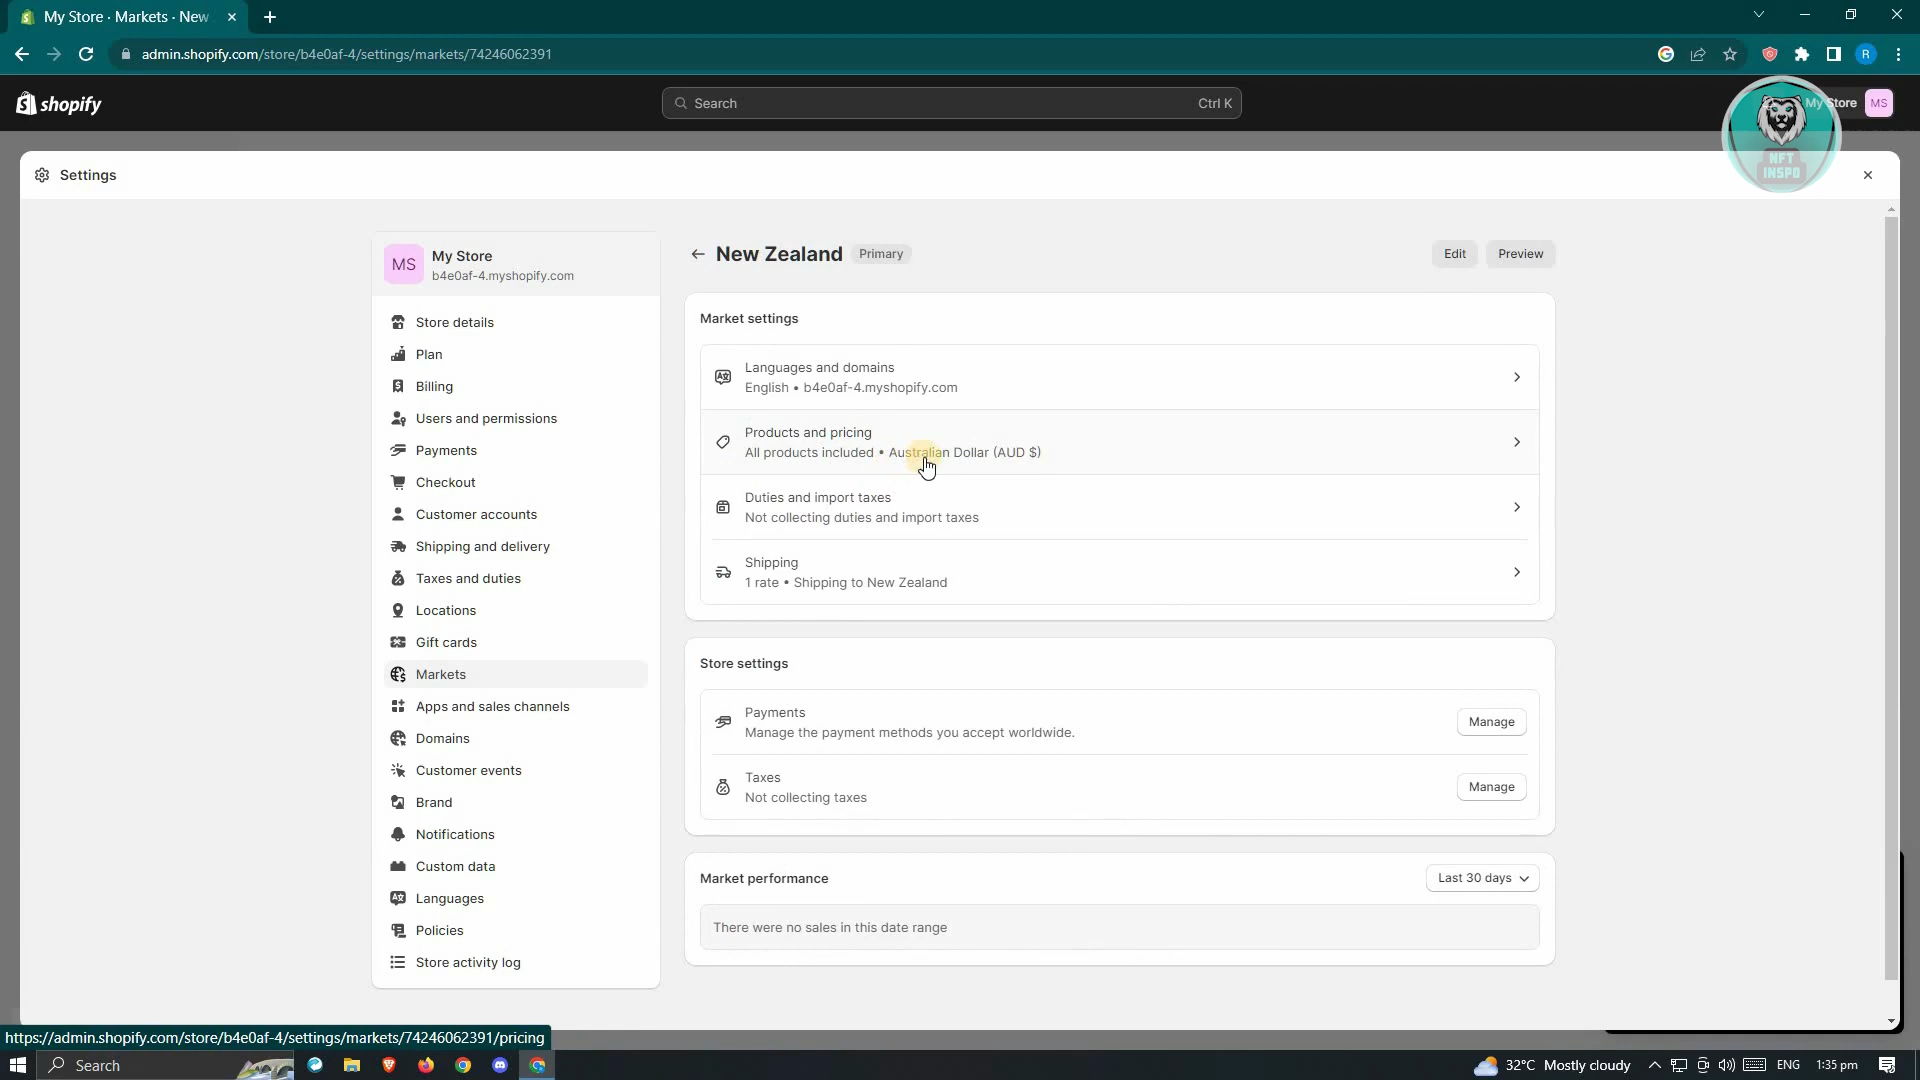 My Store · Markets · New
admin.shopify.com/store/b4e0af-4/settings/markets/74246062391
R
shopify
Search
Ctrl K
My Store
MS
NFT
INSPO
Settings
MS
My Store
b4e0af-4.myshopify.com
Store details
Plan
Billing
Users and permissions
Payments
Checkout
Customer accounts
Shipping and delivery
Taxes and duties
Locations
Gift cards
Markets
Apps and sales channels
Domains
Customer events
Brand
Notifications
Custom data
Languages
Policies
Store activity log
New Zealand
Primary
Edit
Preview
Market settings
Languages and domains
English • b4e0af-4.myshopify.com
Products and pricing
All products included • Australian Dollar (AUD $)
Duties and import taxes
Not collecting duties and import taxes
Shipping
1 rate • Shipping to New Zealand
Store settings
Payments
Manage the payment methods you accept worldwide.
Manage
Taxes
Not collecting taxes
Manage
Market performance
Last 30 days
There were no sales in this date range
https://admin.shopify.com/store/b4e0af-4/settings/markets/74246062391/pricing
Search
32°C Mostly cloudy
ENG
1:35 pm